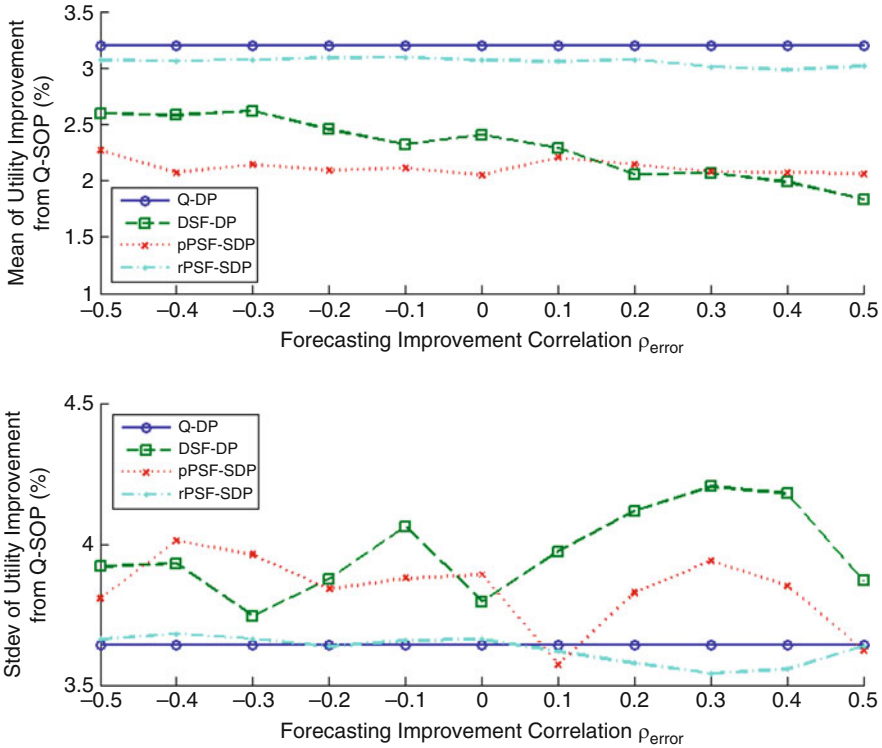 Mean of Utility Improvement
from Q-SOP (%)
3.5
3
2.5
2
1.5
1
Q-DP
DSF-DP
pPSF-SDP
rPSF-SDP
–0.5 –0.4 –0.3 –0.2 –0.1 0 0.1 0.2 0.3 0.4 0.5
Forecasting Improvement Correlation ρerror
Stdev of Utility Improvement
from Q-SOP (%)
4.5
4
3.5
Q-DP
DSF-DP
pPSF-SDP
rPSF-SDP
–0.5 –0.4 –0.3 –0.2 –0.1 0 0.1 0.2 0.3 0.4 0.5
Forecasting Improvement Correlation ρerror